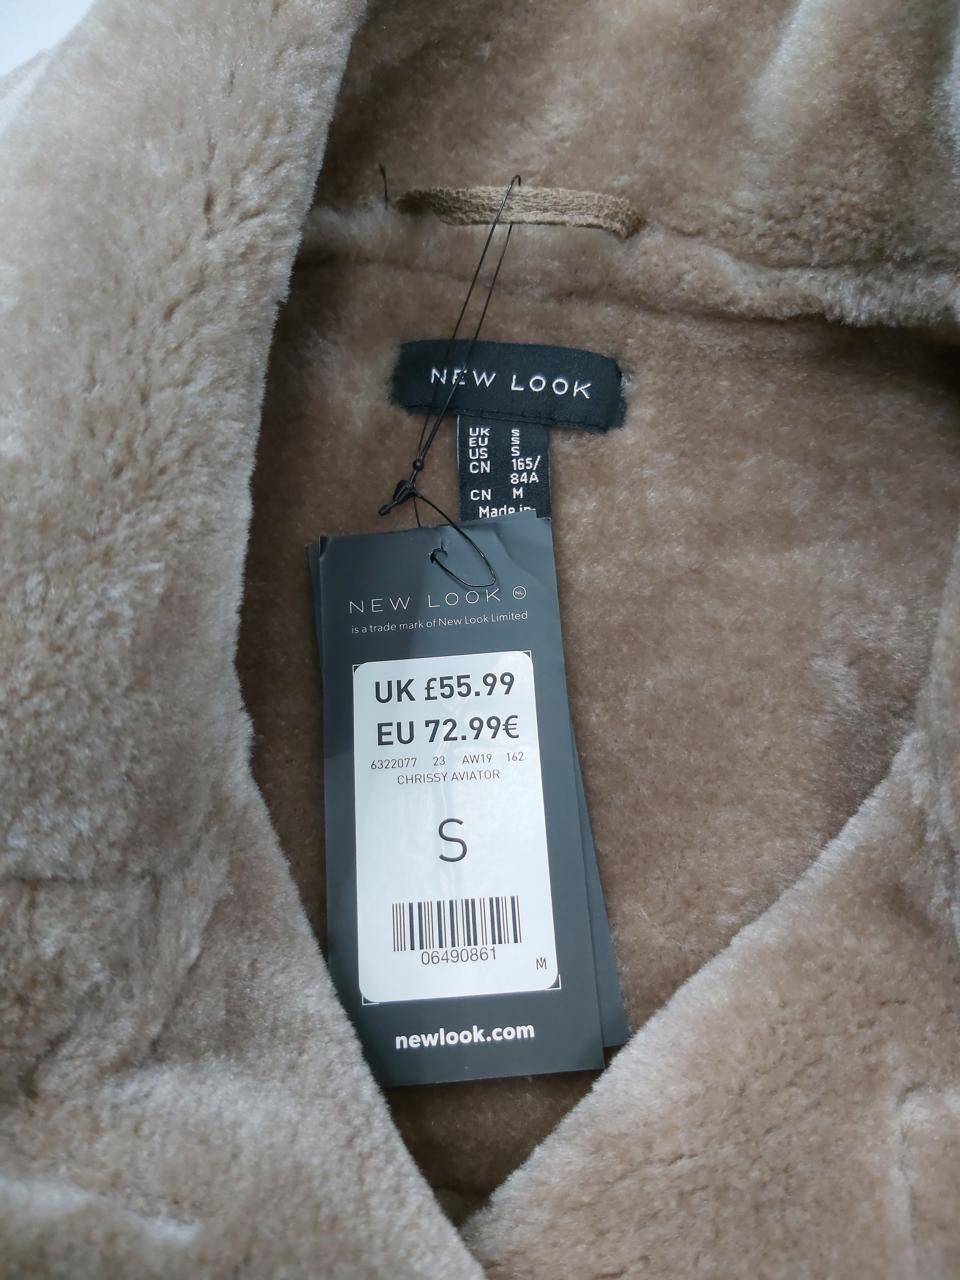 NEW LOOK
UK S
EU S
US S
CN 165/
84A
CN M
Made in
NEW LOOK NL
is a trade mark of New Look Limited
UK £55.99
EU 72.99€
6322077 23 AW19 162
CHRISSY AVIATOR
S
06490861
M
newlook.com